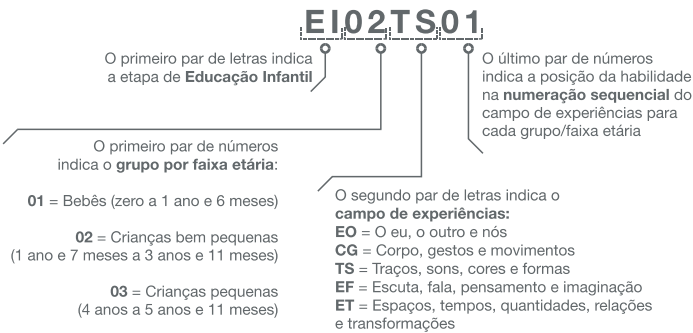 EI02TS01
O primeiro par de letras indica
a etapa de Educação Infantil
O último par de números
indica a posição da habilidade
na numeração sequencial do
campo de experiências para
cada grupo/faixa etária
O primeiro par de números
indica o grupo por faixa etária:
01 = Bebês (zero a 1 ano e 6 meses)
02 = Crianças bem pequenas
(1 ano e 7 meses a 3 anos e 11 meses)
03 = Crianças pequenas
(4 anos a 5 anos e 11 meses)
O segundo par de letras indica o
campo de experiências:
EO = O eu, o outro e nós
CG = Corpo, gestos e movimentos
TS = Traços, sons, cores e formas
EF = Escuta, fala, pensamento e imaginação
ET = Espaços, tempos, quantidades, relações
e transformações